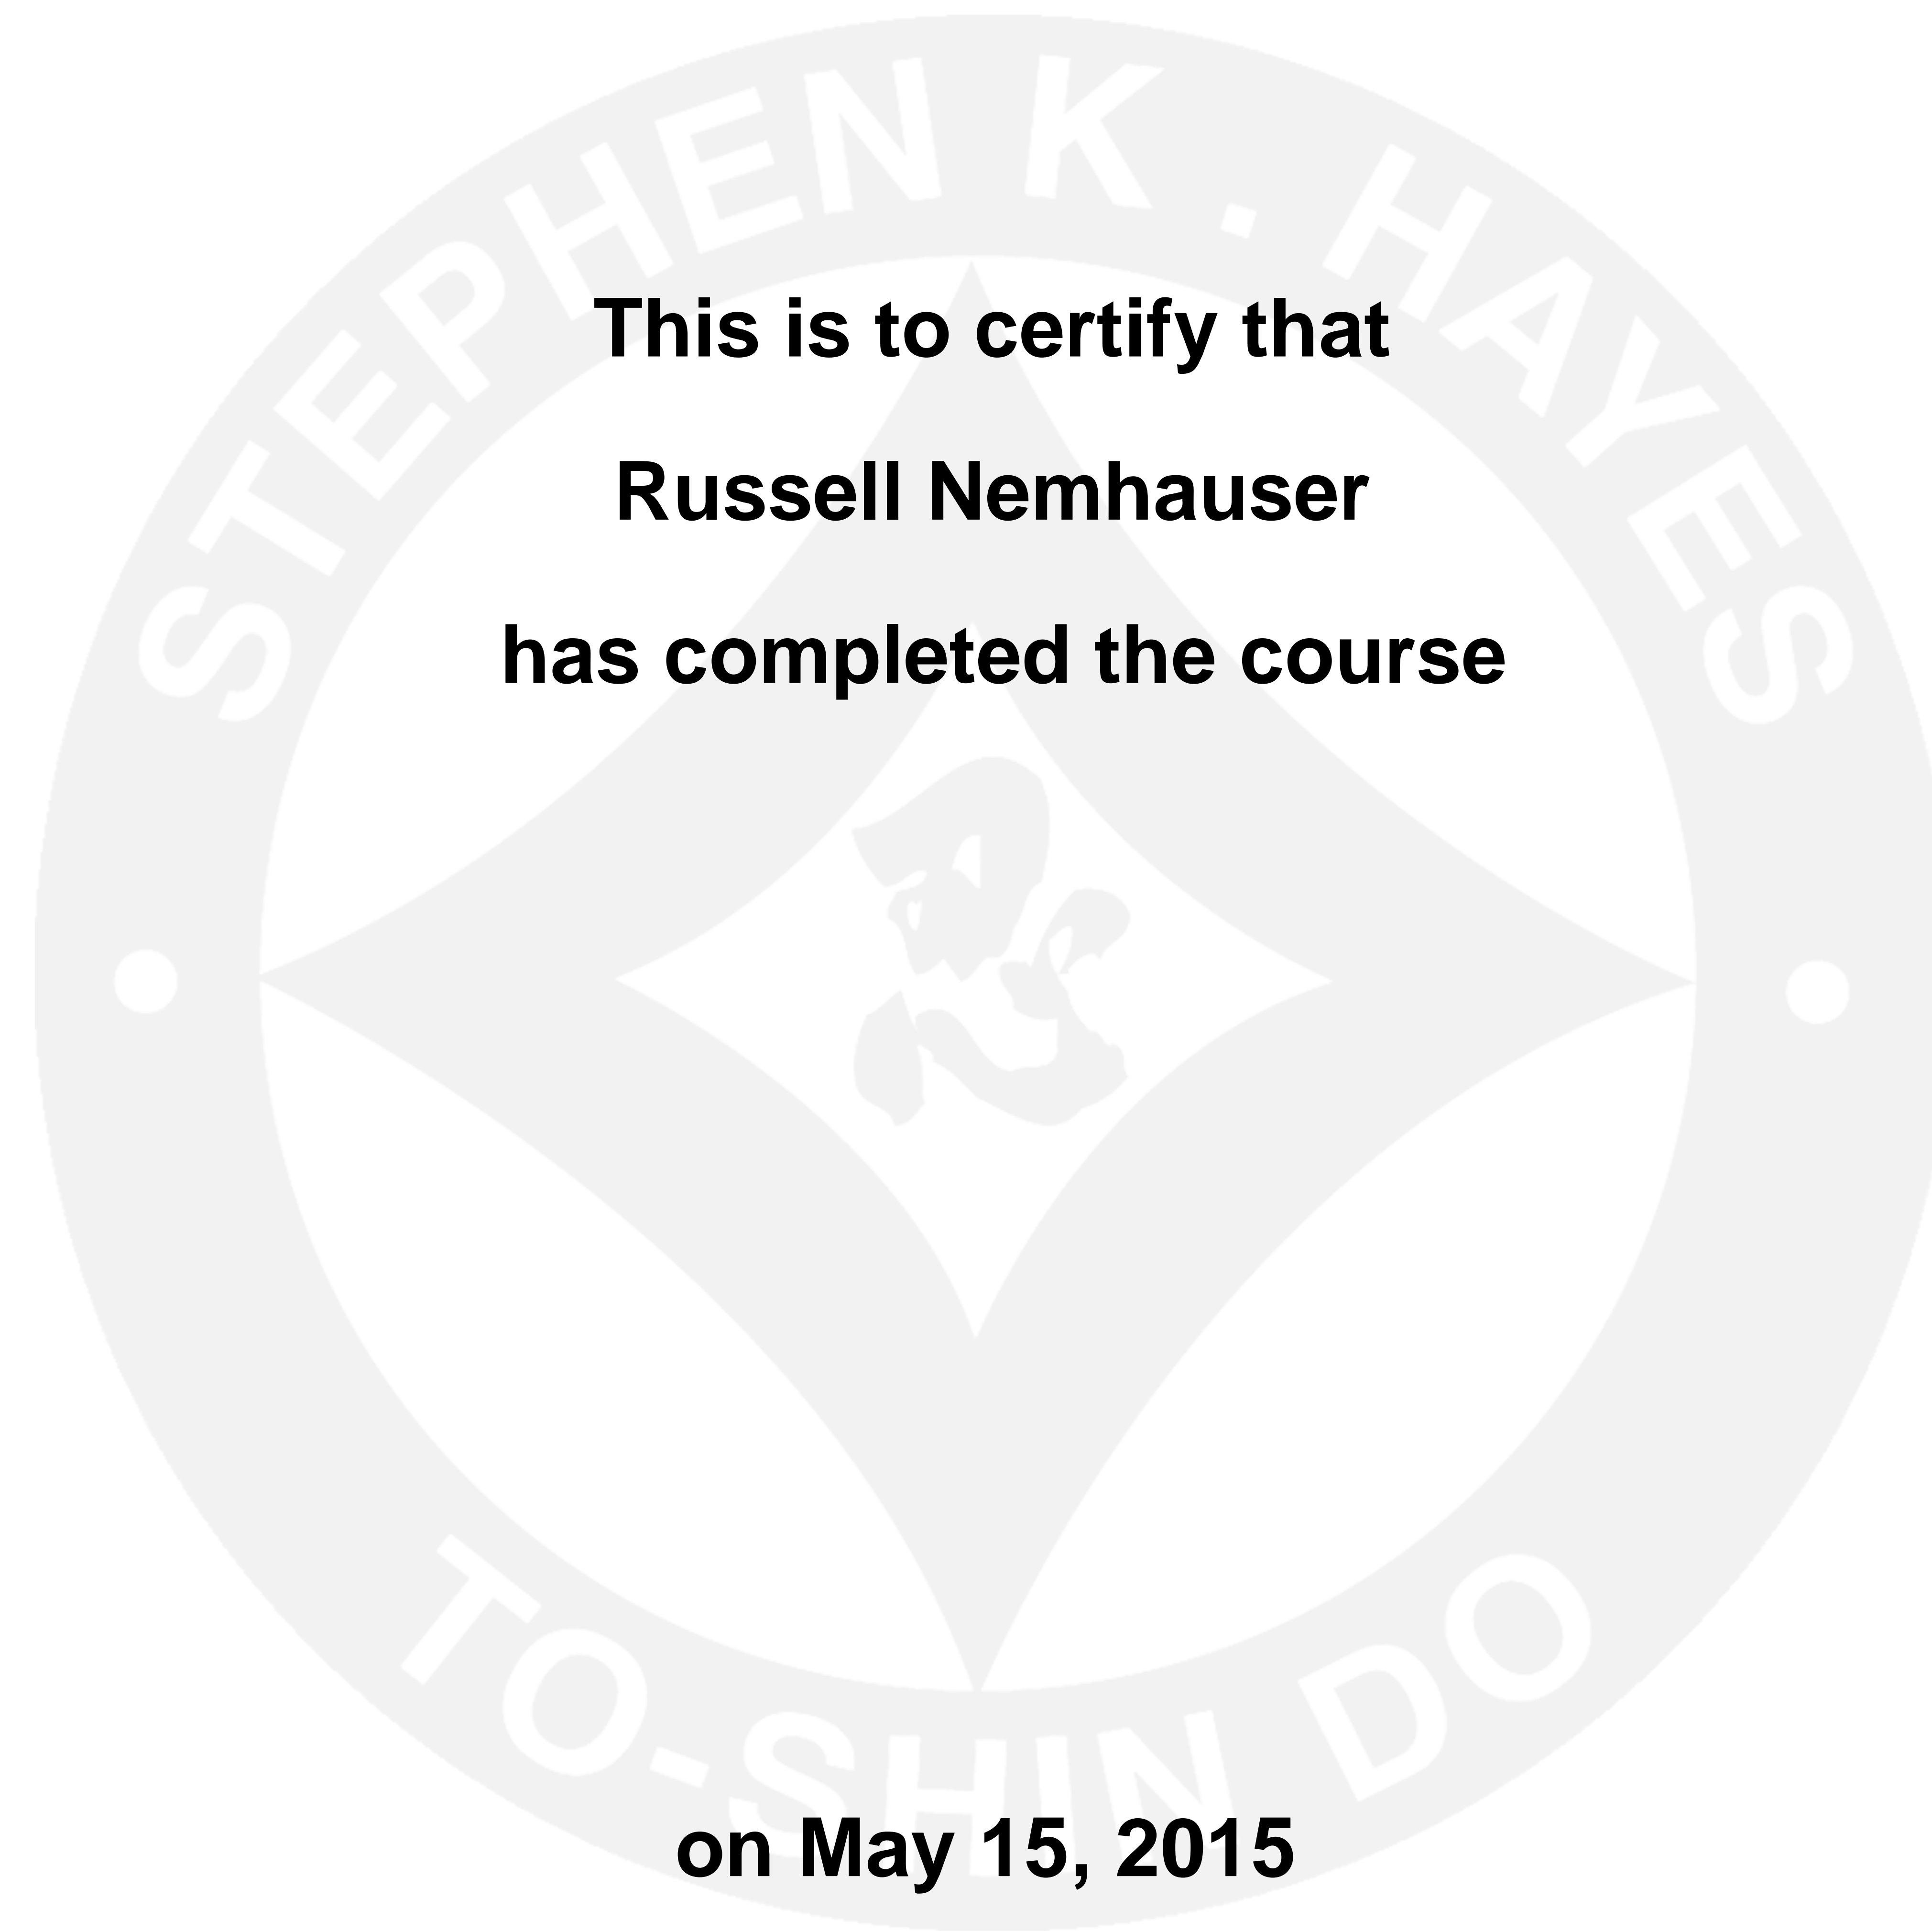 STEPHEN K. HAYES
This is to certify that
Russell Nemhauser
has completed the course
TO-SHIN DO
on May 15, 2015